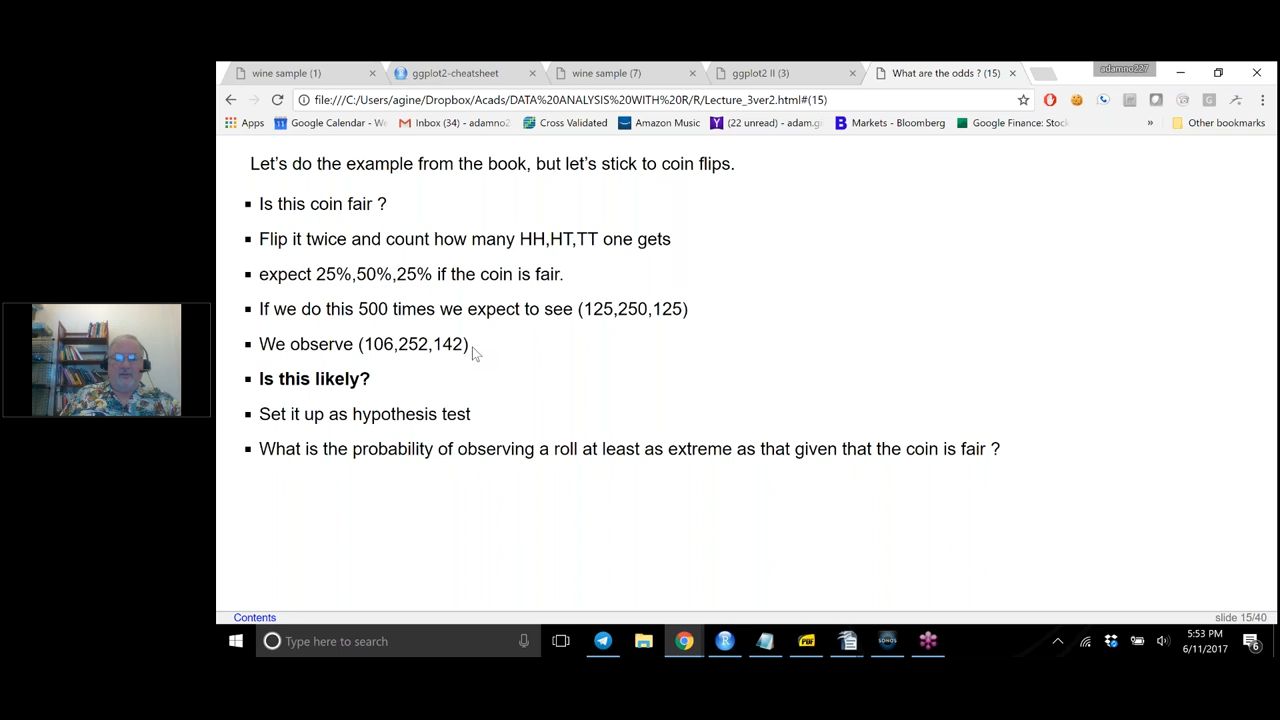 wine sample (1)
ggplot2-cheatsheet
wine sample (7)
ggplot2 II (3)
What are the odds ? (15)
adamno227
file:///C:/Users/agine/Dropbox/Acads/DATA%20ANALYSIS%20WITH%20R/R/Lecture_3ver2.html#(15)
Apps
Google Calendar - We
Inbox (34) - adamno2
Cross Validated
Amazon Music
(22 unread) - adam.g
Markets - Bloomberg
Google Finance: Stoc
»
Other bookmarks
Let's do the example from the book, but let's stick to coin flips.
Is this coin fair ?
Flip it twice and count how many HH,HT,TT one gets
expect 25%,50%,25% if the coin is fair.
If we do this 500 times we expect to see (125,250,125)
We observe (106,252,142)
Is this likely?
Set it up as hypothesis test
What is the probability of observing a roll at least as extreme as that given that the coin is fair ?
Contents
slide 15/40
Type here to search
PDF
SONOS
5:53 PM
6/11/2017
6